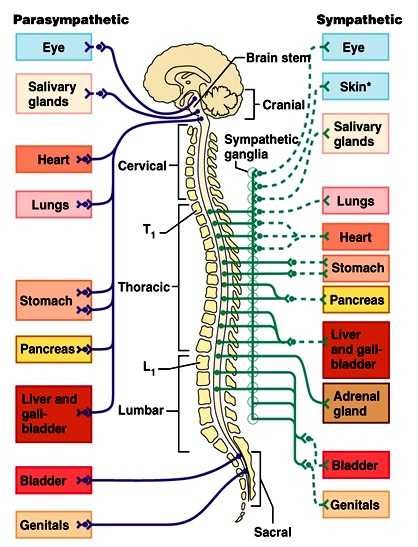 Parasympathetic
Eye
Salivary
glands
Heart
Lungs
Stomach
Pancreas
Liver and
gall-
bladder
Bladder
Genitals
Brain stem
Cranial
Sympathetic
ganglia
Cervical
T1
Thoracic
L1
Lumbar
Sacral
Sympathetic
Eye
Skin*
Salivary
glands
Lungs
Heart
Stomach
Pancreas
Liver
and gall-
bladder
Adrenal
gland
Bladder
Genitals